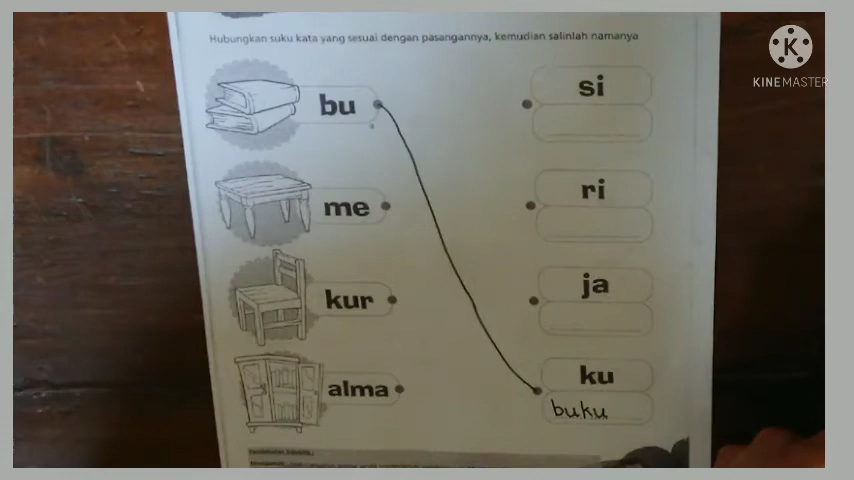 Hubungkan suku kata yang sesuai dengan pasangannya, kemudian salinlah namanya
K
KINEMASTER
bu
si
me
ri
kur
ja
alma
ku
buku